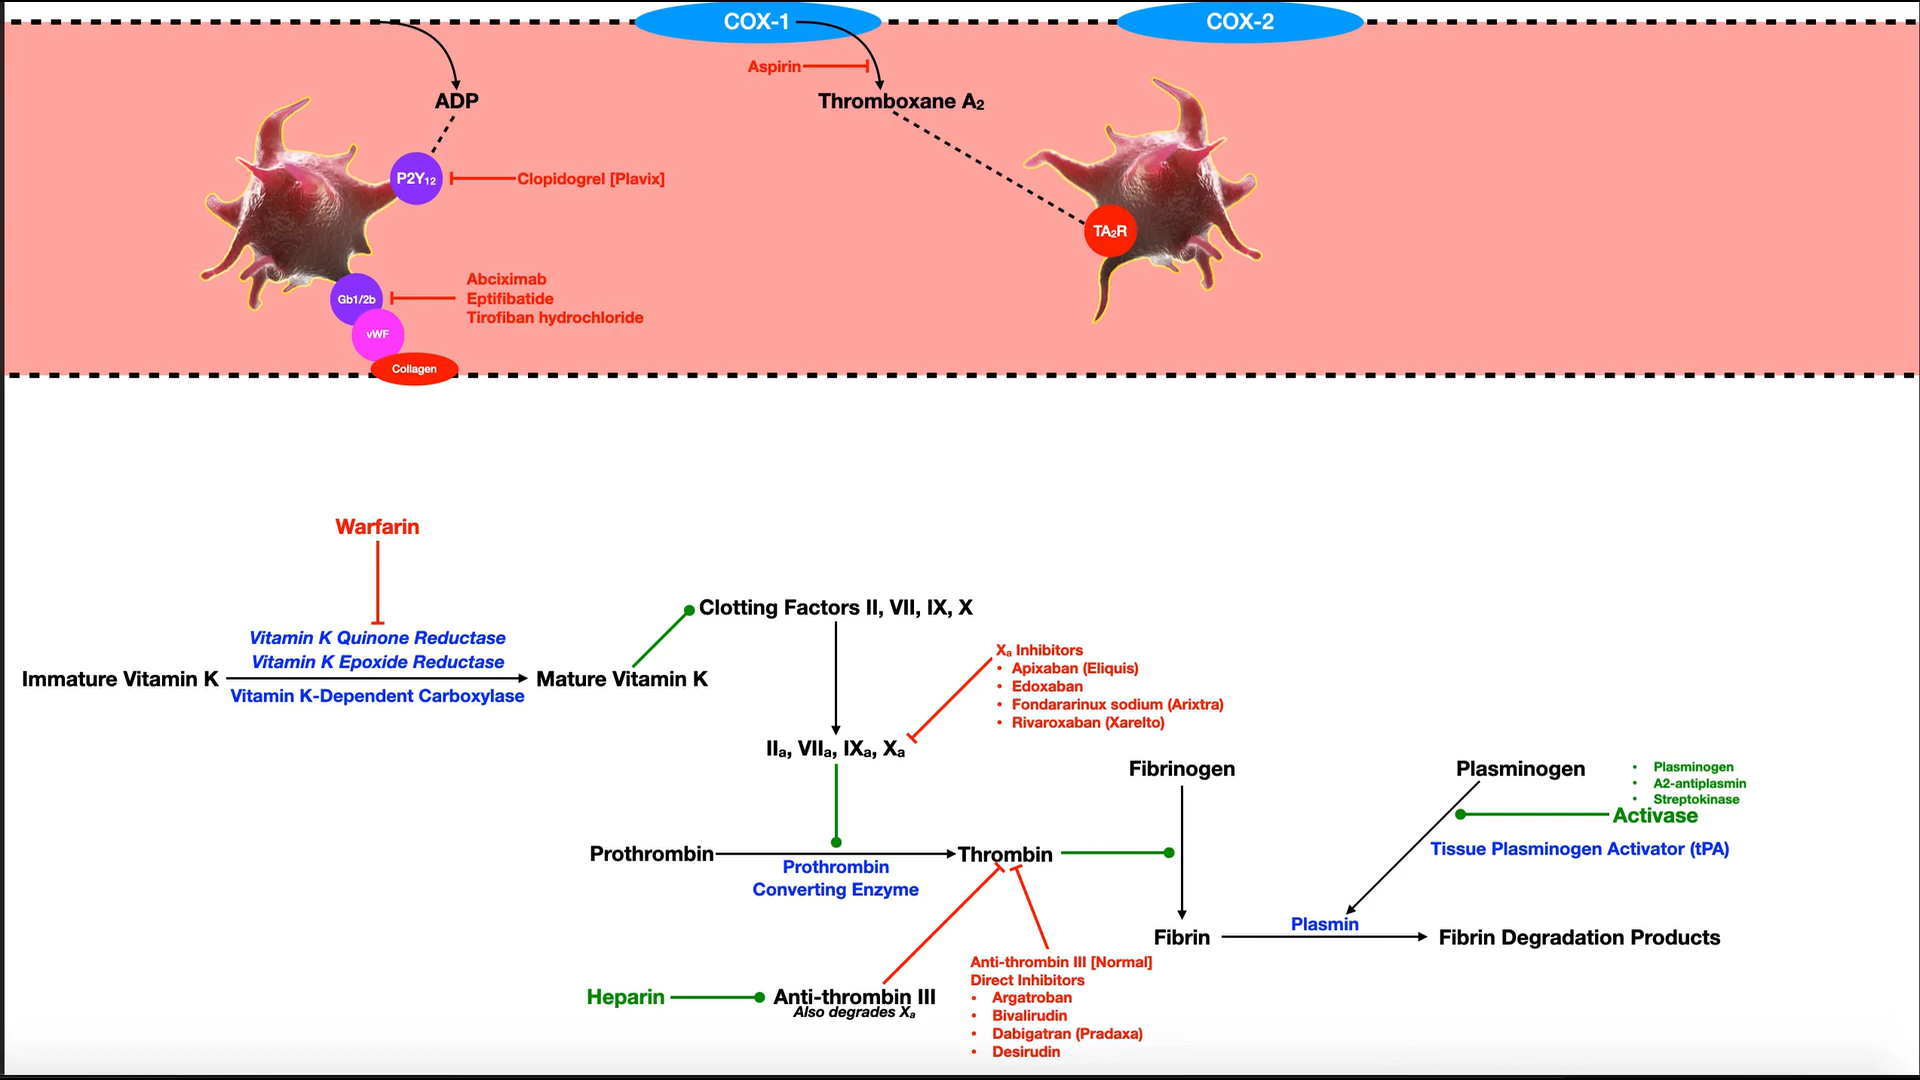 COX-1
COX-2
Aspirin
ADP
Thromboxane A₂
P2Y₁₂
Clopidogrel [Plavix]
TA₂R
Abciximab
Eptifibatide
Tirofiban hydrochloride
Gb1/2b
vWF
Collagen
Warfarin
Clotting Factors II, VII, IX, X
Vitamin K Quinone Reductase
Vitamin K Epoxide Reductase
Immature Vitamin K
Mature Vitamin K
Vitamin K-Dependent Carboxylase
Xₐ Inhibitors
• Apixaban (Eliquis)
• Edoxaban
• Fondararinux sodium (Arixtra)
• Rivaroxaban (Xarelto)
IIₐ, VIIₐ, IXₐ, Xₐ
Fibrinogen
Plasminogen
• Plasminogen
• A2-antiplasmin
• Streptokinase
Activase
Tissue Plasminogen Activator (tPA)
Prothrombin
Thrombin
Prothrombin
Converting Enzyme
Plasmin
Fibrin
Fibrin Degradation Products
Heparin
Anti-thrombin III
Also degrades Xₐ
Anti-thrombin III [Normal]
Direct Inhibitors
• Argatroban
• Bivalirudin
• Dabigatran (Pradaxa)
• Desirudin